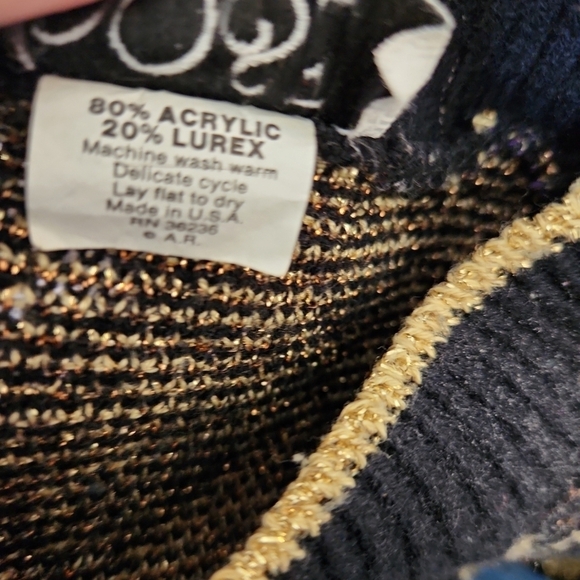 80% ACRYLIC
20% LUREX
Machine wash warm
Delicate cycle
Lay flat to dry
Made in U.S.A.
RN 36236
© A.R.